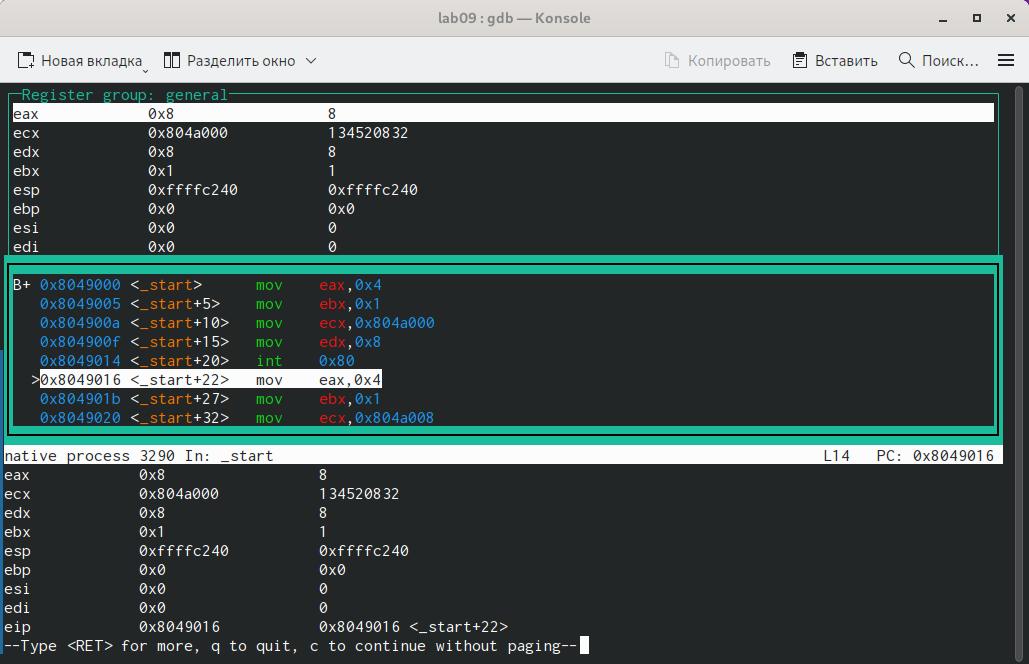 lab09 : gdb — Konsole
Новая вкладка Разделить окно Копировать Вставить Поиск…
Register group: general
eax 0x8 8
ecx 0x804a000 134520832
edx 0x8 8
ebx 0x1 1
esp 0xffffc240 0xffffc240
ebp 0x0 0x0
esi 0x0 0
edi 0x0 0
B+ 0x8049000 <_start> mov eax,0x4
0x8049005 <_start+5> mov ebx,0x1
0x804900a <_start+10> mov ecx,0x804a000
0x804900f <_start+15> mov edx,0x8
0x8049014 <_start+20> int 0x80
>0x8049016 <_start+22> mov eax,0x4
0x804901b <_start+27> mov ebx,0x1
0x8049020 <_start+32> mov ecx,0x804a008
native process 3290 In: _start L14 PC: 0x8049016
eax 0x8 8
ecx 0x804a000 134520832
edx 0x8 8
ebx 0x1 1
esp 0xffffc240 0xffffc240
ebp 0x0 0x0
esi 0x0 0
edi 0x0 0
eip 0x8049016 0x8049016 <_start+22>
--Type <RET> for more, q to quit, c to continue without paging--